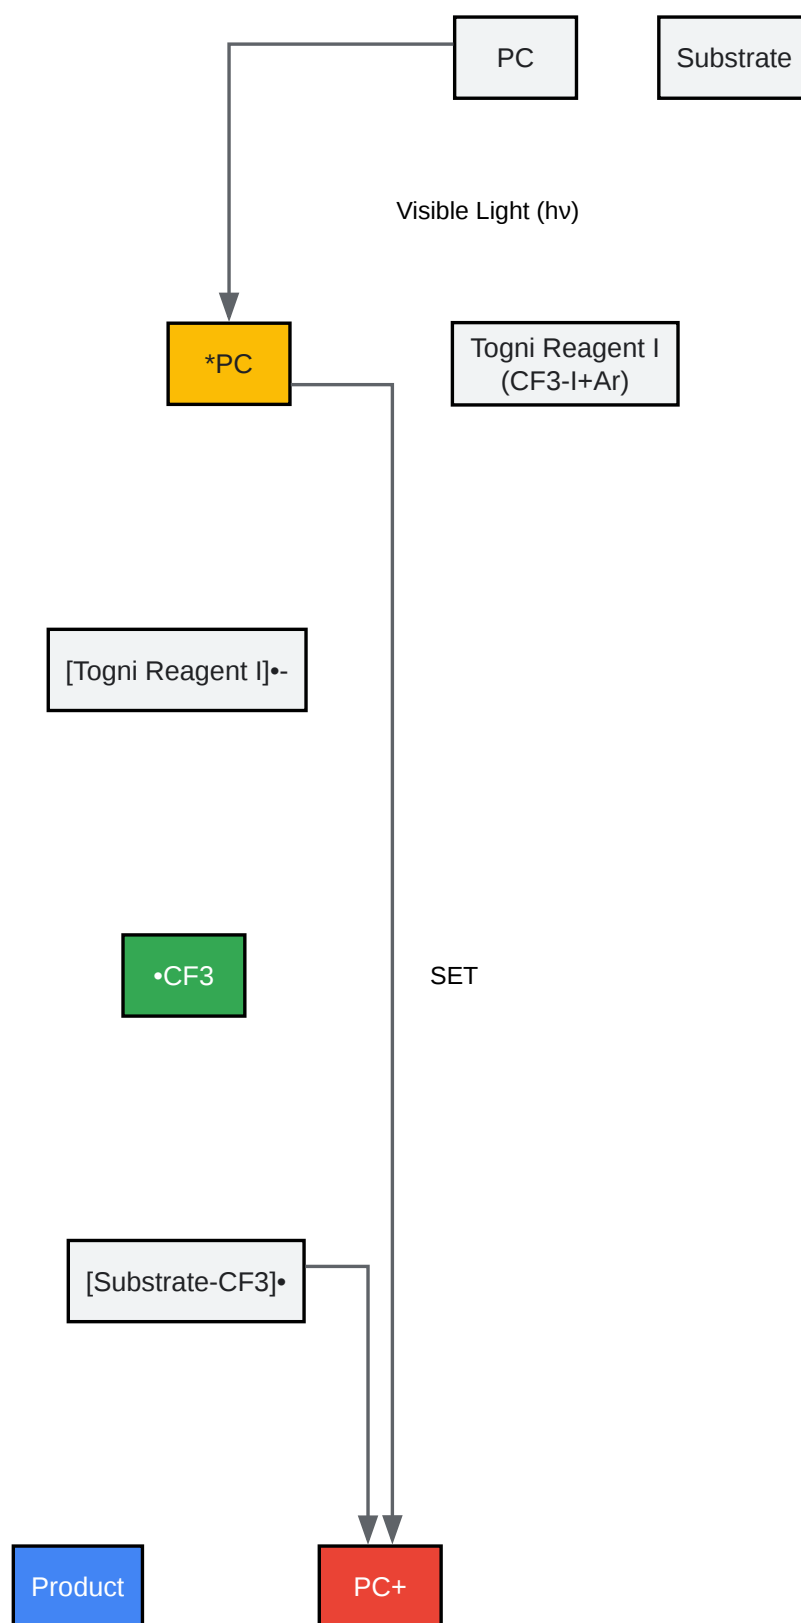 PC
Substrate
Visible Light (hν)
*PC
Togni Reagent I
(CF3-I+Ar)
[Togni Reagent I]•-
•CF3
SET
[Substrate-CF3]•
Product
PC+